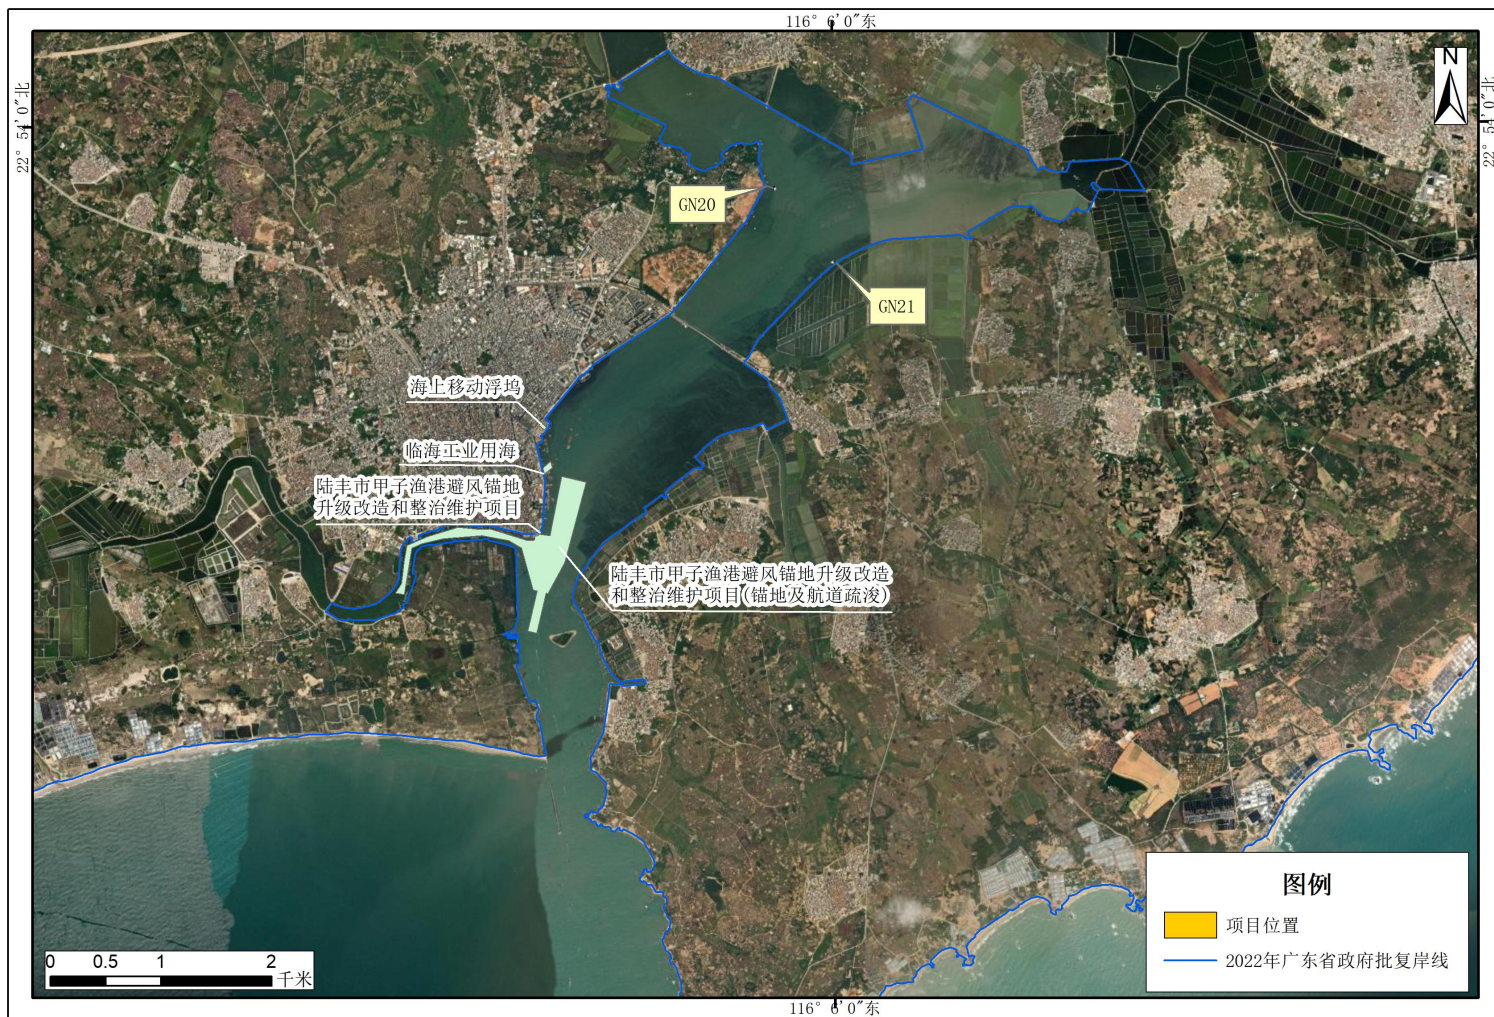 116° 6′0″东
N
22° 54′0″北
22° 54′0″北
GN20
GN21
海上移动浮坞
临海工业用海
陆丰市甲子渔港避风锚地
升级改造和整治维护项目
陆丰市甲子渔港避风锚地升级改造
和整治维护项目(锚地及航道疏浚)
图例
项目位置
2022年广东省政府批复岸线
0 0.5 1 2
千米
116° 6′0″东